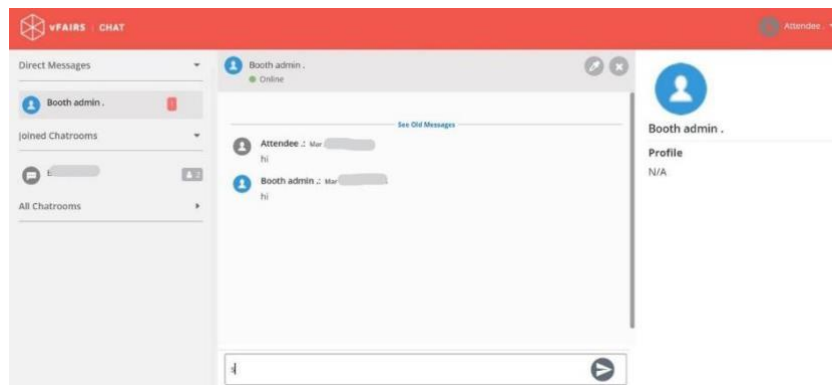 vFAIRS | CHAT
Attendee .
Direct Messages
Booth admin .
Joined Chatrooms
2
All Chatrooms
Booth admin .
Online
See Old Messages
Attendee .: Mar
hi
Booth admin .: Mar
hi
s
Booth admin .
Profile
N/A